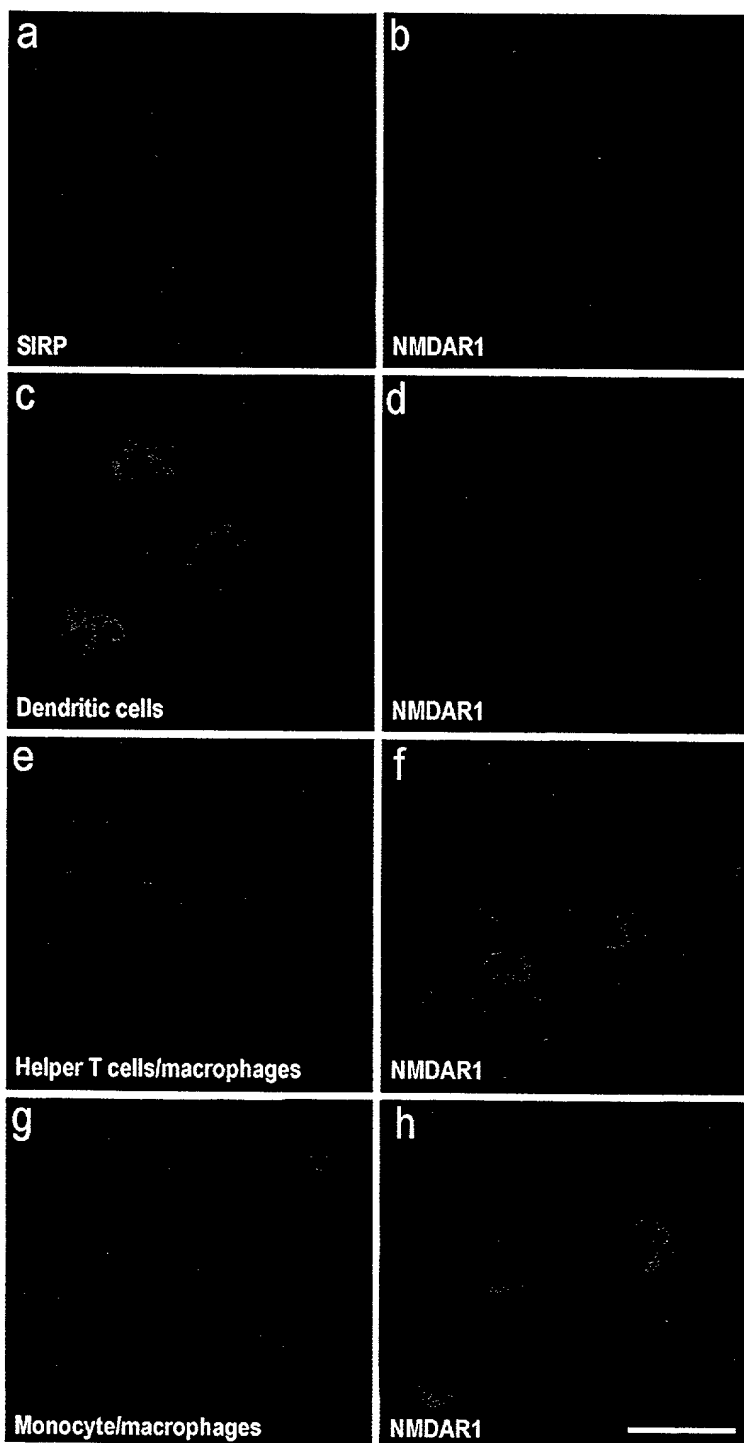 a
b
SIRP
NMDAR1
c
d
Dendritic cells
NMDAR1
e
f
Helper T cells/macrophages
NMDAR1
g
h
Monocyte/macrophages
NMDAR1